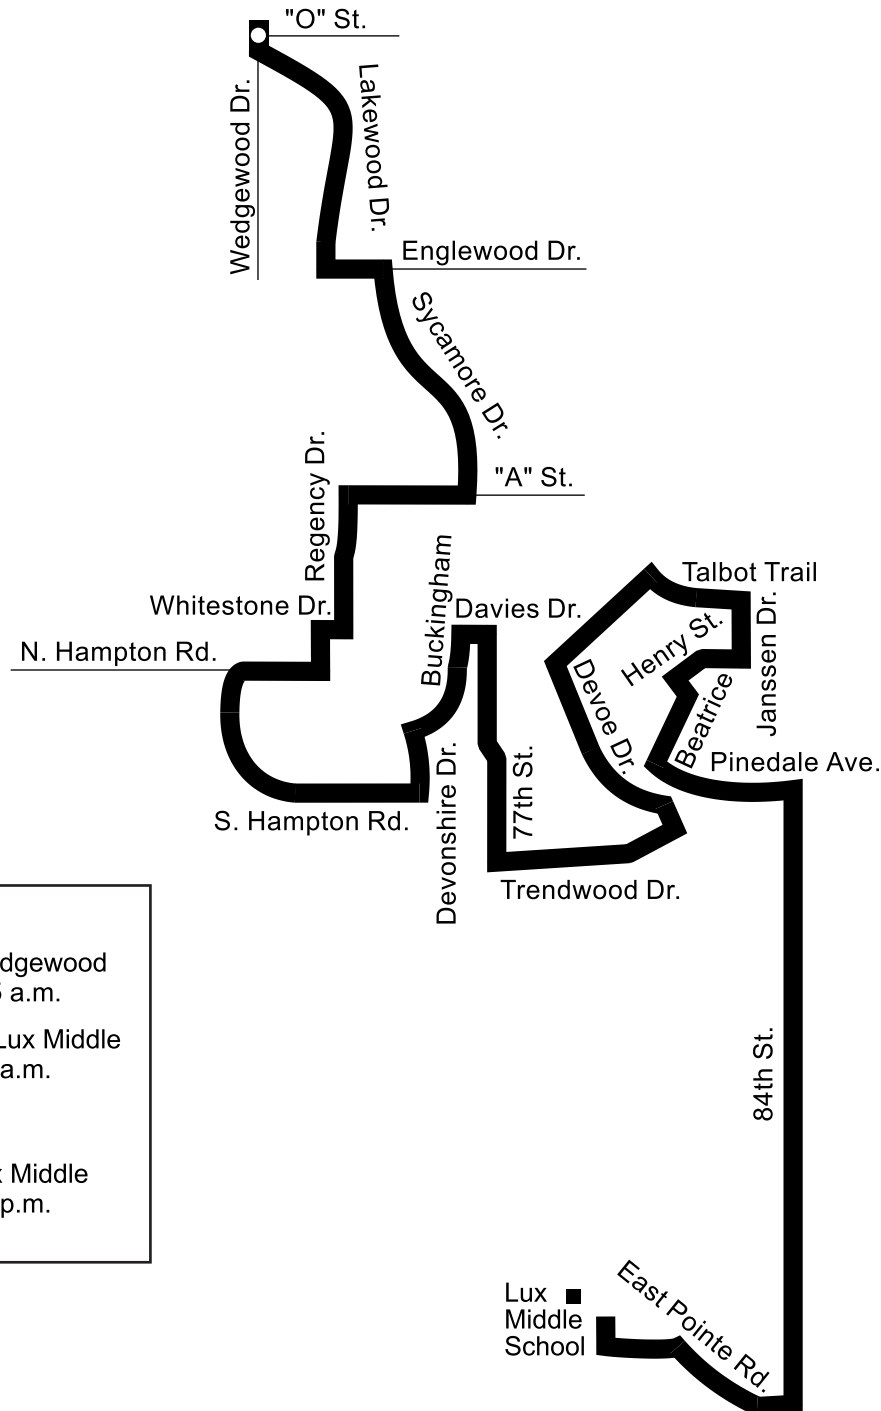 "O" St.
Wedgewood Dr.
Lakewood Dr.
Englewood Dr.
Sycamore Dr.
"A" St.
Regency Dr.
Whitestone Dr.
N. Hampton Rd.
Buckingham
Davies Dr.
Talbot Trail
Henry St.
Janssen Dr.
Devoe Dr.
Beatrice
Pinedale Ave.
S. Hampton Rd.
Devonshire Dr.
77th St.
Trendwood Dr.
dgewood
a.m.
Lux Middle
a.m.
Middle
p.m.
84th St.
East Pointe Rd.
Lux
Middle
School